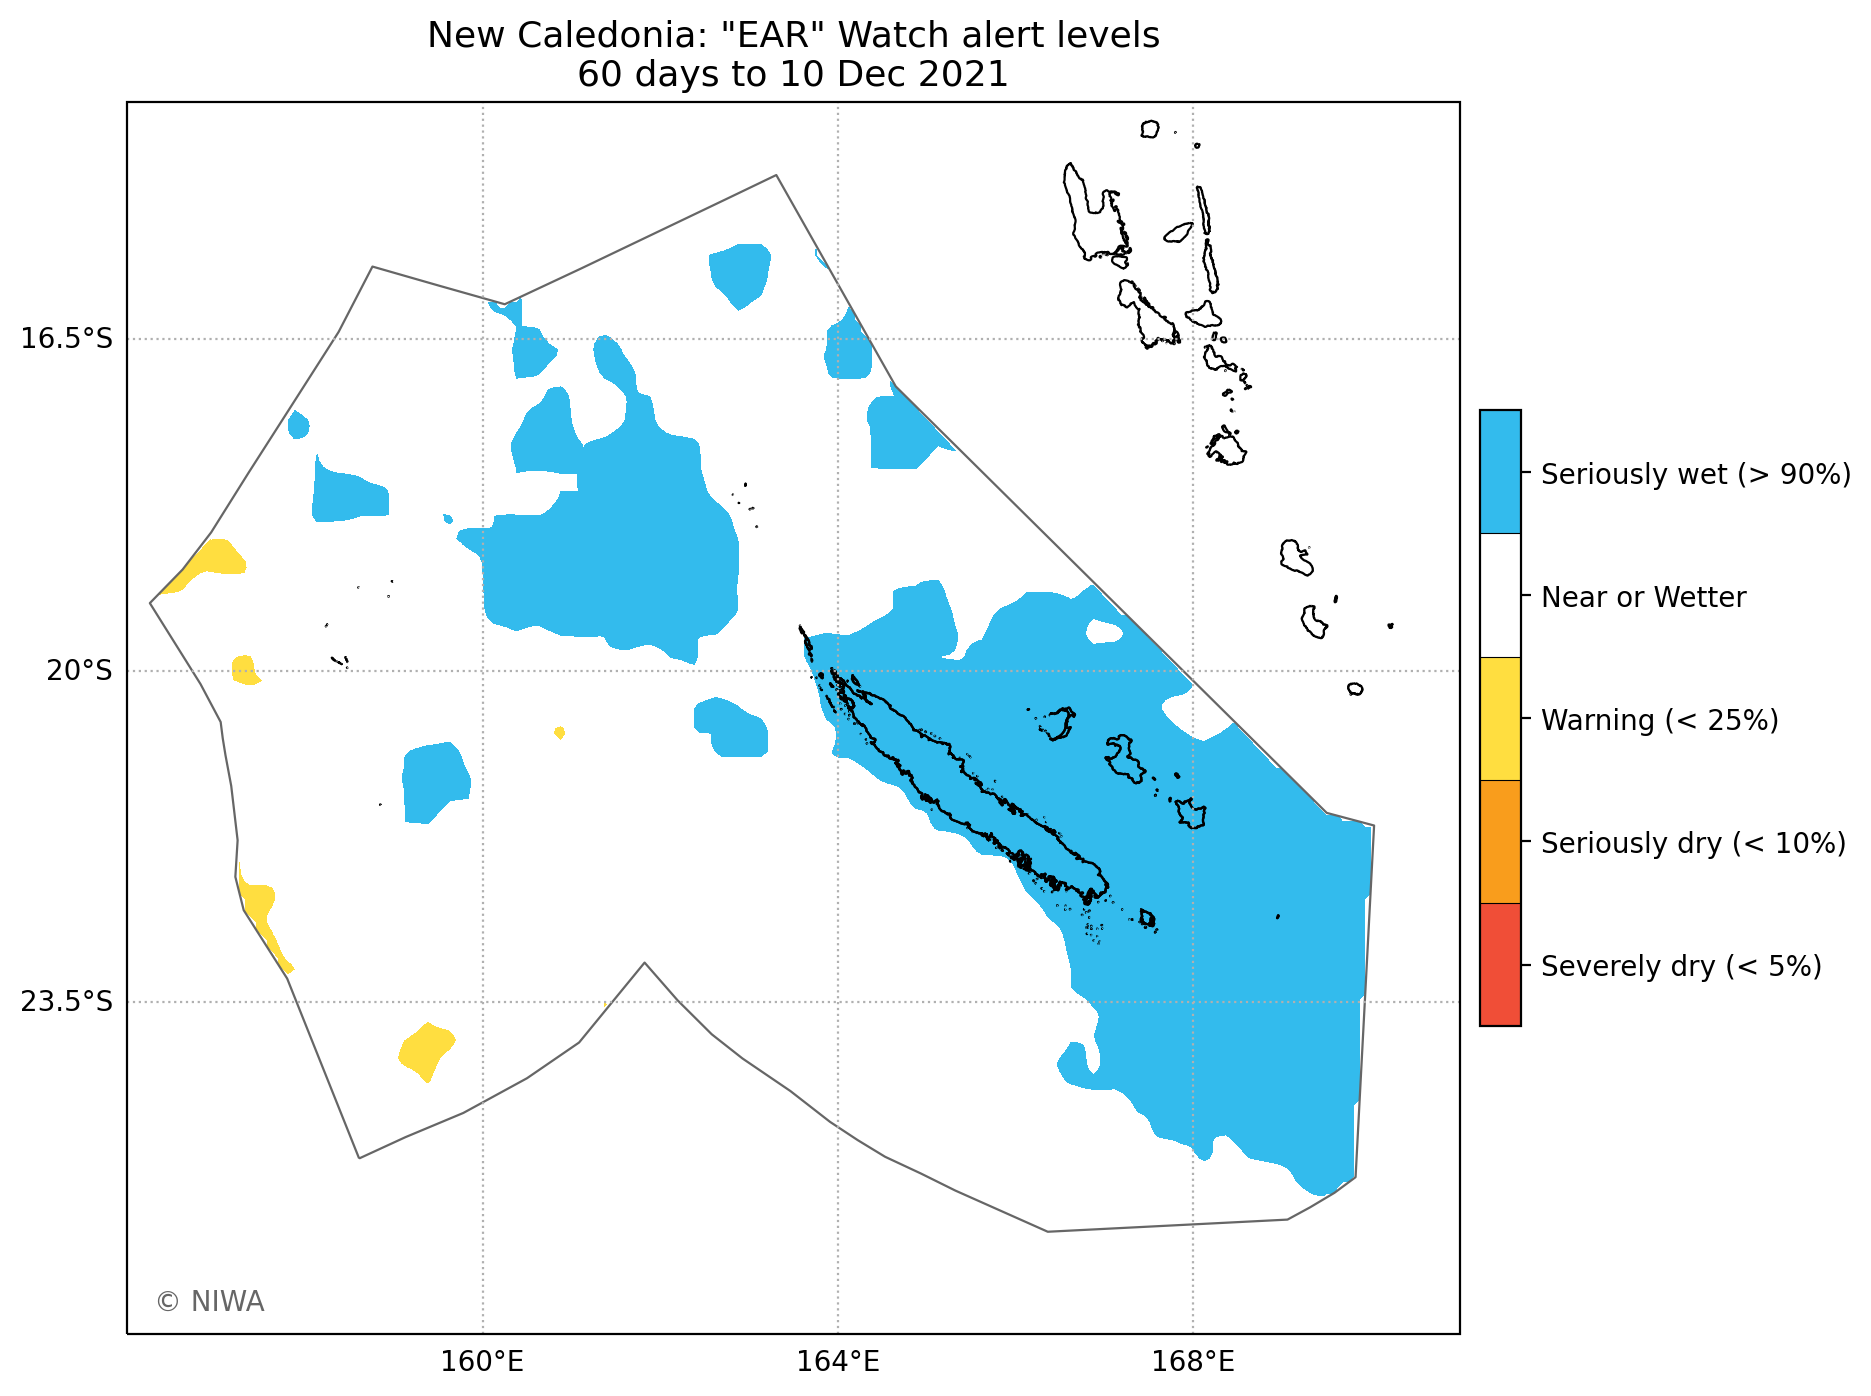 New Caledonia: "EAR" Watch alert levels
60 days to 10 Dec 2021
16.5°S
20°S
23.5°S
160°E
164°E
168°E
Seriously wet (> 90%)
Near or Wetter
Warning (< 25%)
Seriously dry (< 10%)
Severely dry (< 5%)
© NIWA